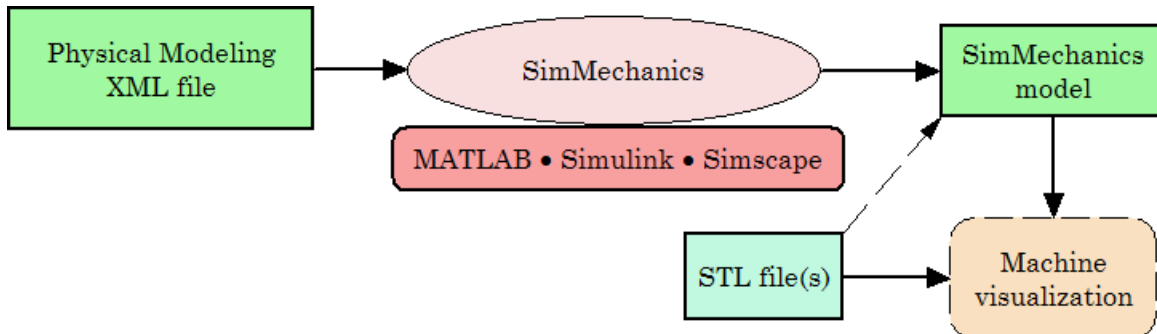 Physical Modeling
XML file
SimMechanics
SimMechanics
model
MATLAB • Simulink • Simscape
STL file(s)
Machine
visualization